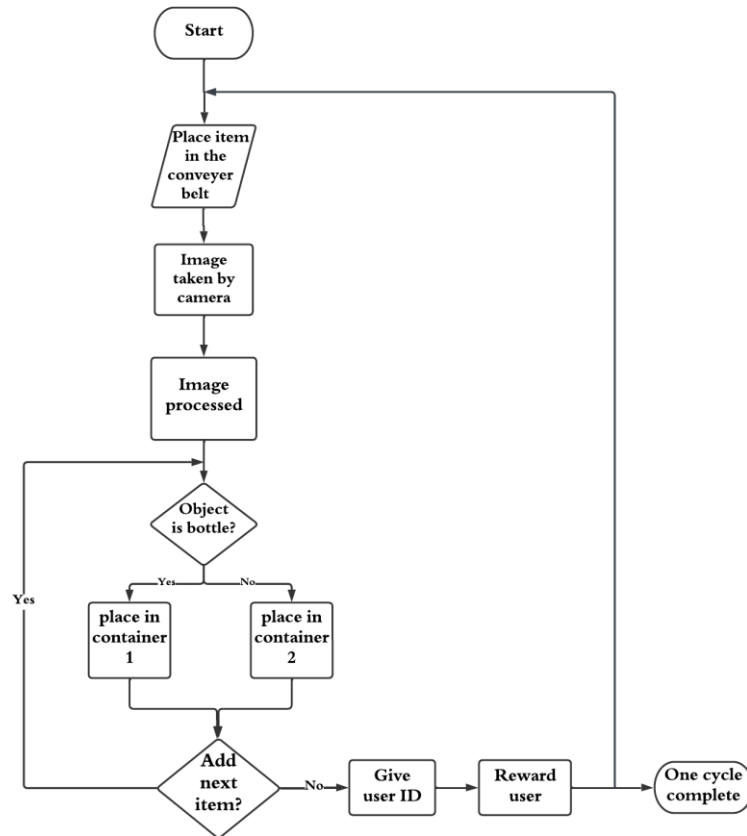 Start
Place item
in the
conveyer
belt
Image
taken by
camera
Image
processed
Object
is bottle?
Yes
No
Yes
place in
container
1
place in
container
2
Add
next
item?
No
Give
user ID
Reward
user
One cycle
complete